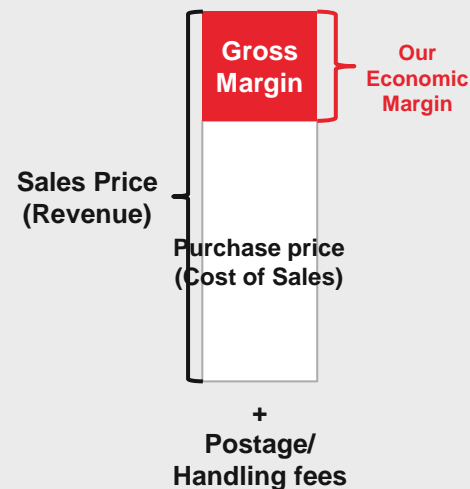 Gross
Margin
Our
Economic
Margin
Sales Price
(Revenue)
Purchase price
(Cost of Sales)
+
Postage/
Handling fees